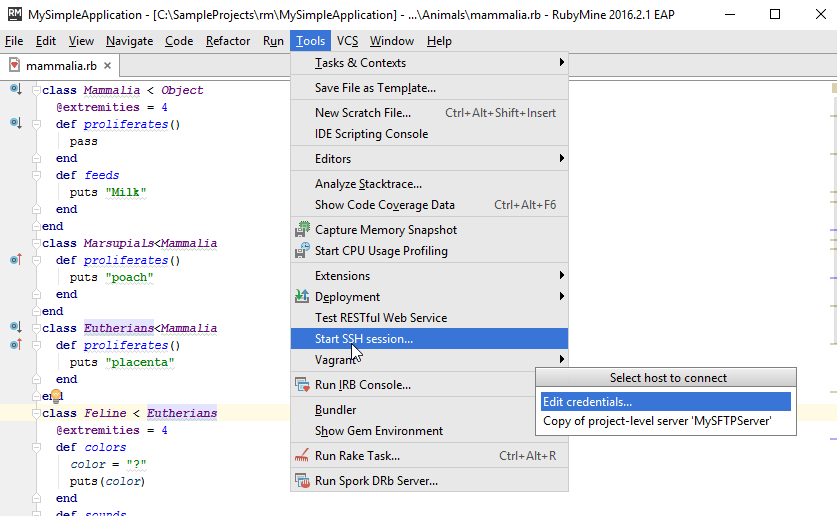 MySimpleApplication - [C:\SampleProjects\rm\MySimpleApplication] - ...\Animals\mammalia.rb - RubyMine 2016.2.1 EAP
File Edit View Navigate Code Refactor Run Tools VCS Window Help
mammalia.rb
class Mammalia < Object
@extremities = 4
def proliferates()
pass
end
def feeds
puts "Milk"
end
end
class Marsupials<Mammalia
def proliferates()
puts "poach"
end
end
class Eutherians<Mammalia
def proliferates()
puts "placenta"
end
end
class Feline < Eutherians
@extremities = 4
def colors
color = "?"
puts(color)
end
def sounds
Tasks & Contexts
Save File as Template...
New Scratch File... Ctrl+Alt+Shift+Insert
IDE Scripting Console
Editors
Analyze Stacktrace...
Show Code Coverage Data Ctrl+Alt+F6
Capture Memory Snapshot
Start CPU Usage Profiling
Extensions
Deployment
Test RESTful Web Service
Start SSH session...
Vagrant
Run IRB Console...
Bundler
Show Gem Environment
Run Rake Task... Ctrl+Alt+R
Run Spork DRb Server...
Select host to connect
Edit credentials...
Copy of project-level server 'MySFTPServer'